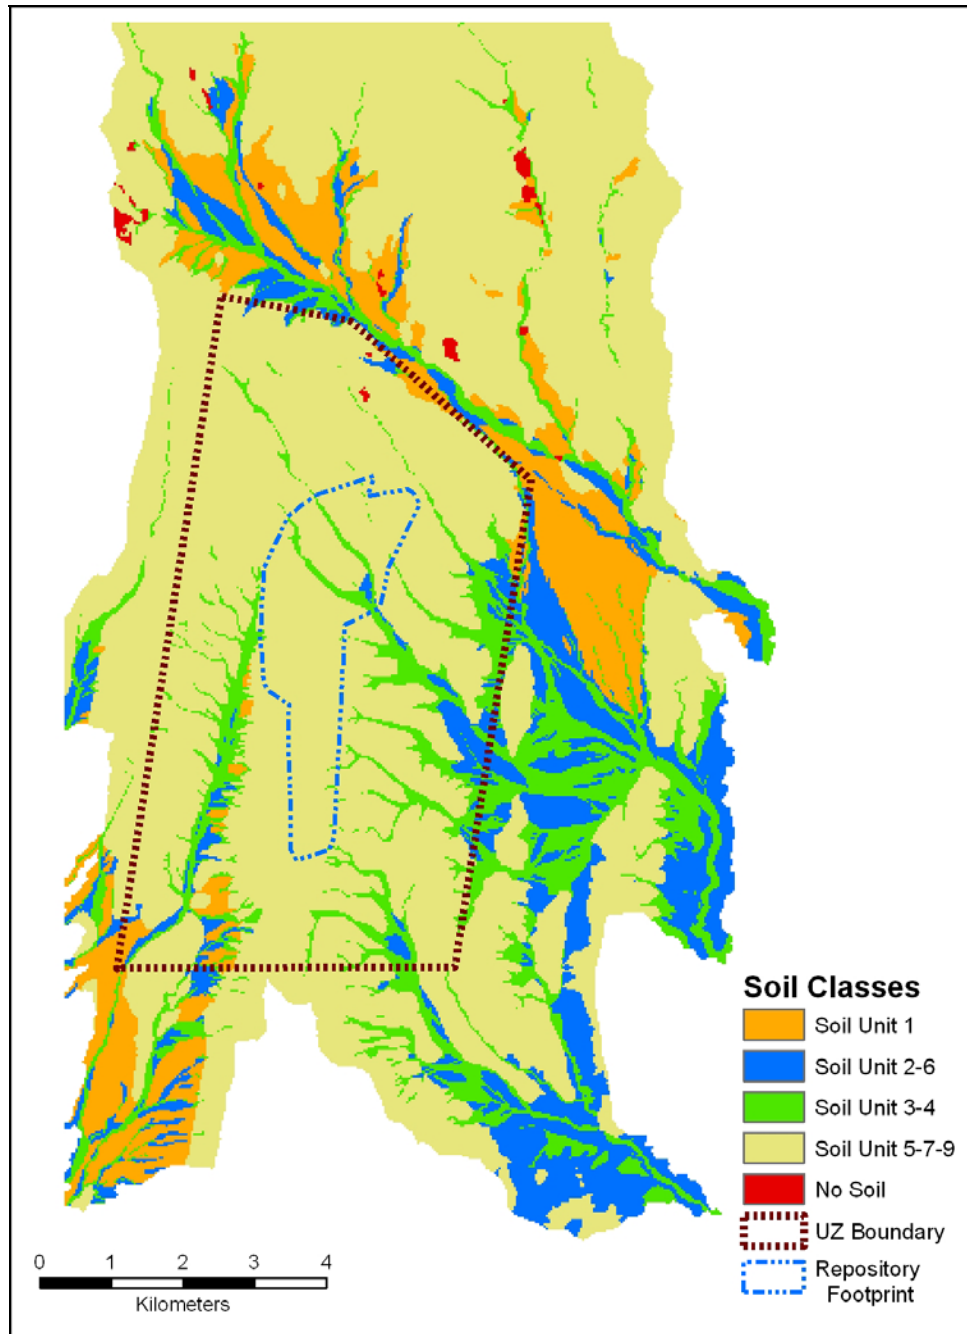 Soil Classes
Soil Unit 1
Soil Unit 2-6
Soil Unit 3-4
Soil Unit 5-7-9
No Soil
UZ Boundary
Repository
Footprint
0 1 2 3 4
Kilometers